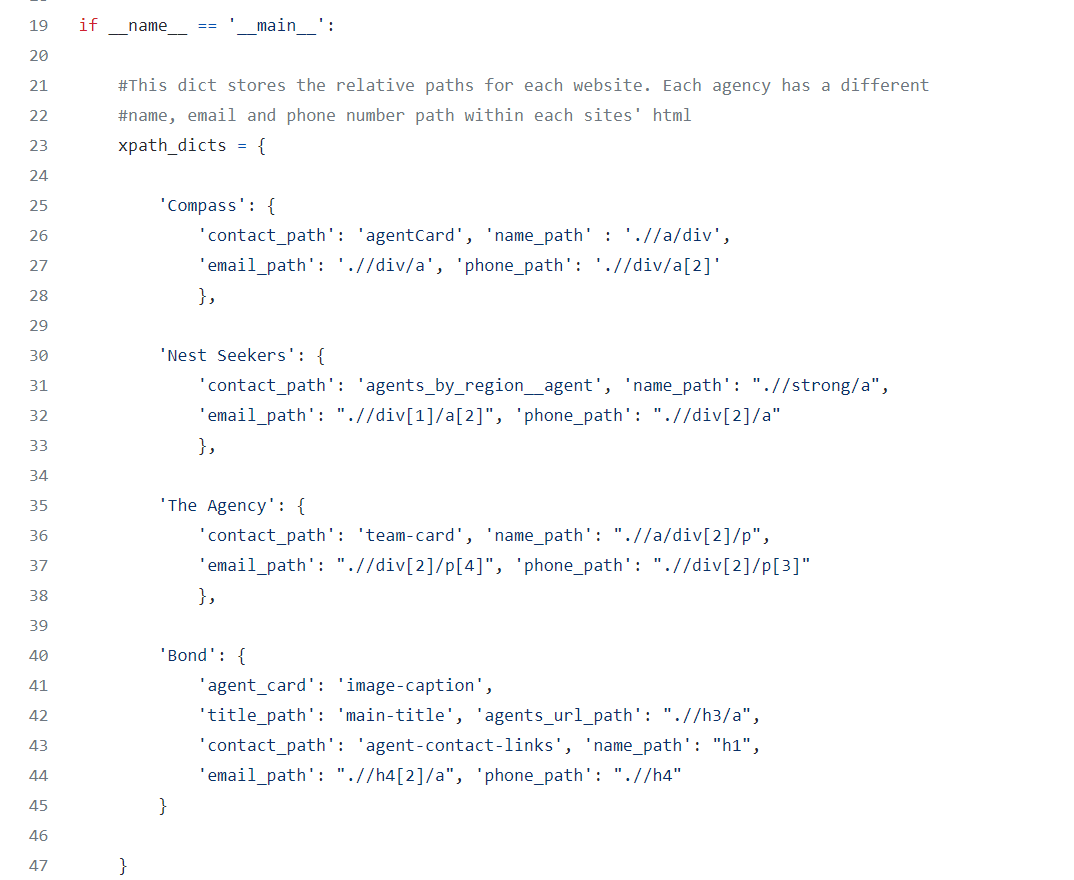 19 if __name__ == '__main__':
20
21 #This dict stores the relative paths for each website. Each agency has a different
22 #name, email and phone number path within each sites' html
23 xpath_dicts = {
24
25 'Compass': {
26 'contact_path': 'agentCard', 'name_path' : './/a/div',
27 'email_path': './/div/a', 'phone_path': './/div/a[2]'
28 },
29
30 'Nest Seekers': {
31 'contact_path': 'agents_by_region__agent', 'name_path': ".//strong/a",
32 'email_path': ".//div[1]/a[2]", 'phone_path': ".//div[2]/a"
33 },
34
35 'The Agency': {
36 'contact_path': 'team-card', 'name_path': ".//a/div[2]/p",
37 'email_path': ".//div[2]/p[4]", 'phone_path': ".//div[2]/p[3]"
38 },
39
40 'Bond': {
41 'agent_card': 'image-caption',
42 'title_path': 'main-title', 'agents_url_path': ".//h3/a",
43 'contact_path': 'agent-contact-links', 'name_path': "h1",
44 'email_path': ".//h4[2]/a", 'phone_path': ".//h4"
45 }
46
47 }